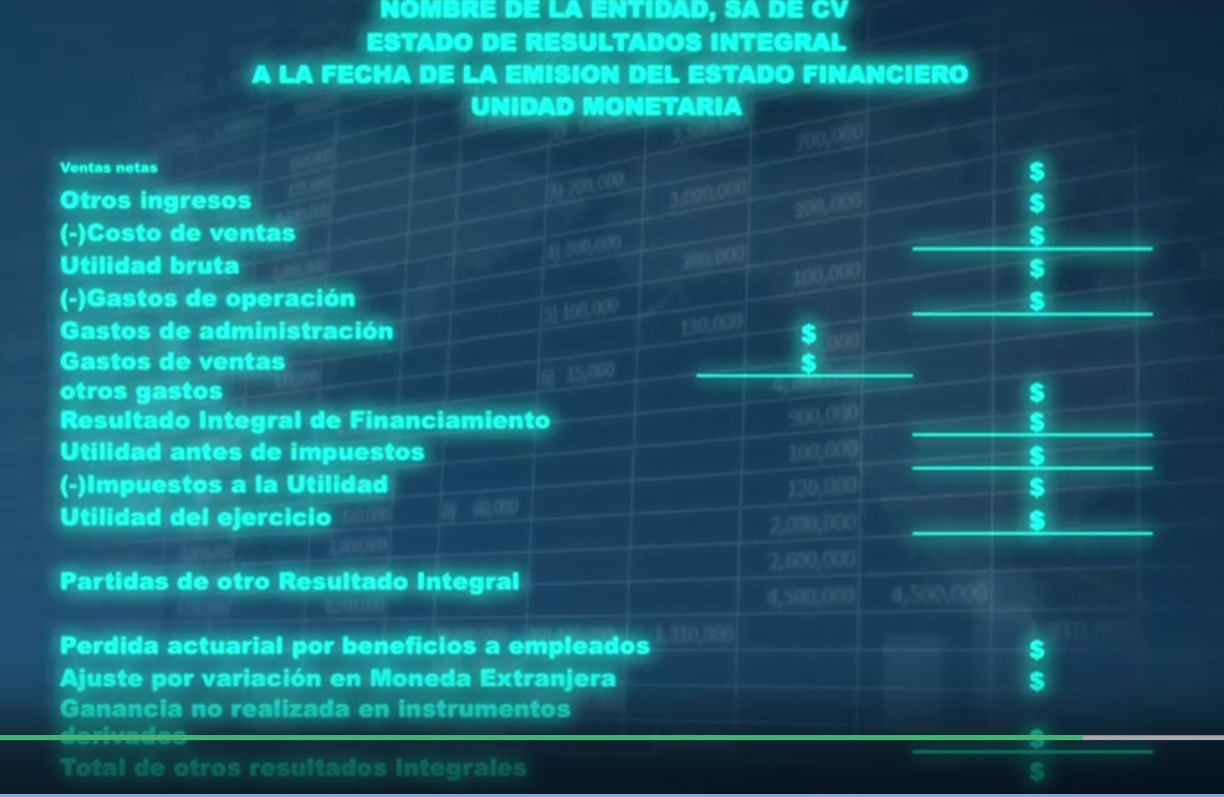 NOMBRE DE LA ENTIDAD, SA DE CV
ESTADO DE RESULTADOS INTEGRAL
A LA FECHA DE LA EMISION DEL ESTADO FINANCIERO
UNIDAD MONETARIA
Ventas netas $
Otros ingresos $
(-)Costo de ventas $
Utilidad bruta $
(-)Gastos de operación $
Gastos de administración $
Gastos de ventas $
otros gastos $
Resultado Integral de Financiamiento $
Utilidad antes de impuestos $
(-)Impuestos a la Utilidad $
Utilidad del ejercicio $
Partidas de otro Resultado Integral
Perdida actuarial por beneficios a empleados $
Ajuste por variación en Moneda Extranjera $
Ganancia no realizada en instrumentos
derivados $
Total de otros resultados integrales $